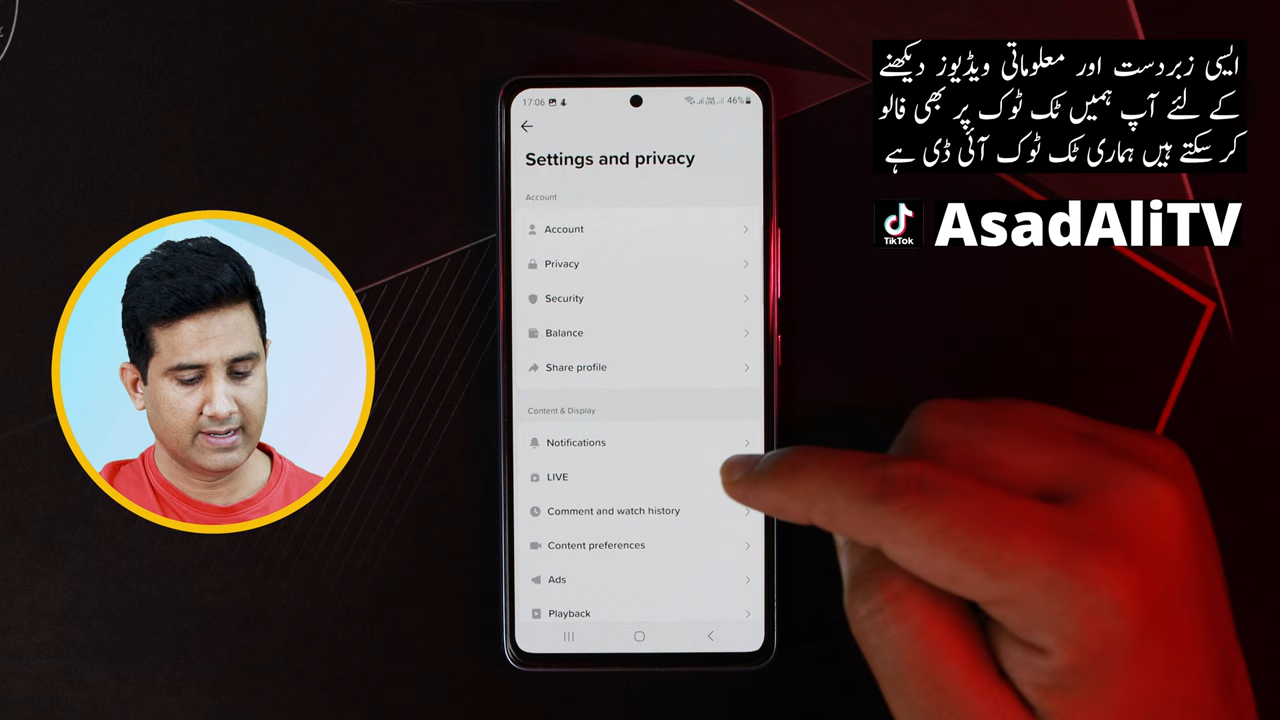 ایسی زبردست اور معلوماتی ویڈیوز دیکھنے
کے لئے آپ ہمیں ٹک ٹوک پر بھی فالو
کر سکتے ہیں ہماری ٹک ٹوک آئی ڈی ہے
TikTok
AsadAliTV
17:06
46%
Settings and privacy
Account
Account
Privacy
Security
Balance
Share profile
Content & Display
Notifications
LIVE
Comment and watch history
Content preferences
Ads
Playback